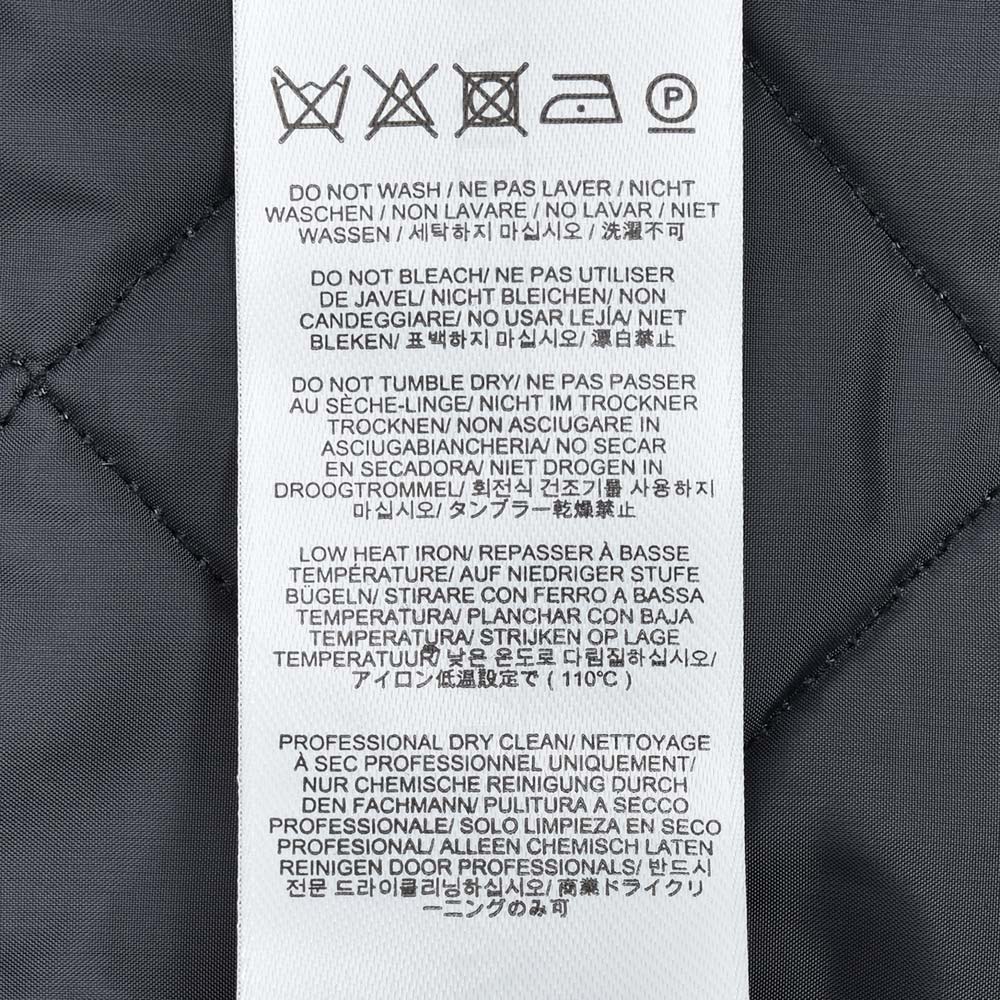 P
DO NOT WASH / NE PAS LAVER / NICHT
WASCHEN / NON LAVARE / NO LAVAR / NIET
WASSEN / 세탁하지 마십시오 / 洗濯不可
DO NOT BLEACH/ NE PAS UTILISER
DE JAVEL/ NICHT BLEICHEN/ NON
CANDEGGIARE/ NO USAR LEJÍA/ NIET
BLEKEN/ 표백하지 마십시오/ 漂白禁止
DO NOT TUMBLE DRY/ NE PAS PASSER
AU SÈCHE-LINGE/ NICHT IM TROCKNER
TROCKNEN/ NON ASCIUGARE IN
ASCIUGABIANCHERIA/ NO SECAR
EN SECADORA/ NIET DROGEN IN
DROOGTROMMEL/ 회전식 건조기를 사용하지
마십시오/ タンブラー乾燥禁止
LOW HEAT IRON/ REPASSER À BASSE
TEMPÉRATURE/ AUF NIEDRIGER STUFE
BÜGELN/ STIRARE CON FERRO A BASSA
TEMPERATURA/ PLANCHAR CON BAJA
TEMPERATURA/ STRIJKEN OP LAGE
TEMPERATUUR/ 낮은 온도로 다림질하십시오/
アイロン低温設定で ( 110℃ )
PROFESSIONAL DRY CLEAN/ NETTOYAGE
À SEC PROFESSIONNEL UNIQUEMENT/
NUR CHEMISCHE REINIGUNG DURCH
DEN FACHMANN/ PULITURA A SECCO
PROFESSIONALE/ SOLO LIMPIEZA EN SECO
PROFESIONAL/ ALLEEN CHEMISCH LATEN
REINIGEN DOOR PROFESSIONALS/ 반드시
전문 드라이클리닝하십시오/ 商業ドライクリ
ーニングのみ可